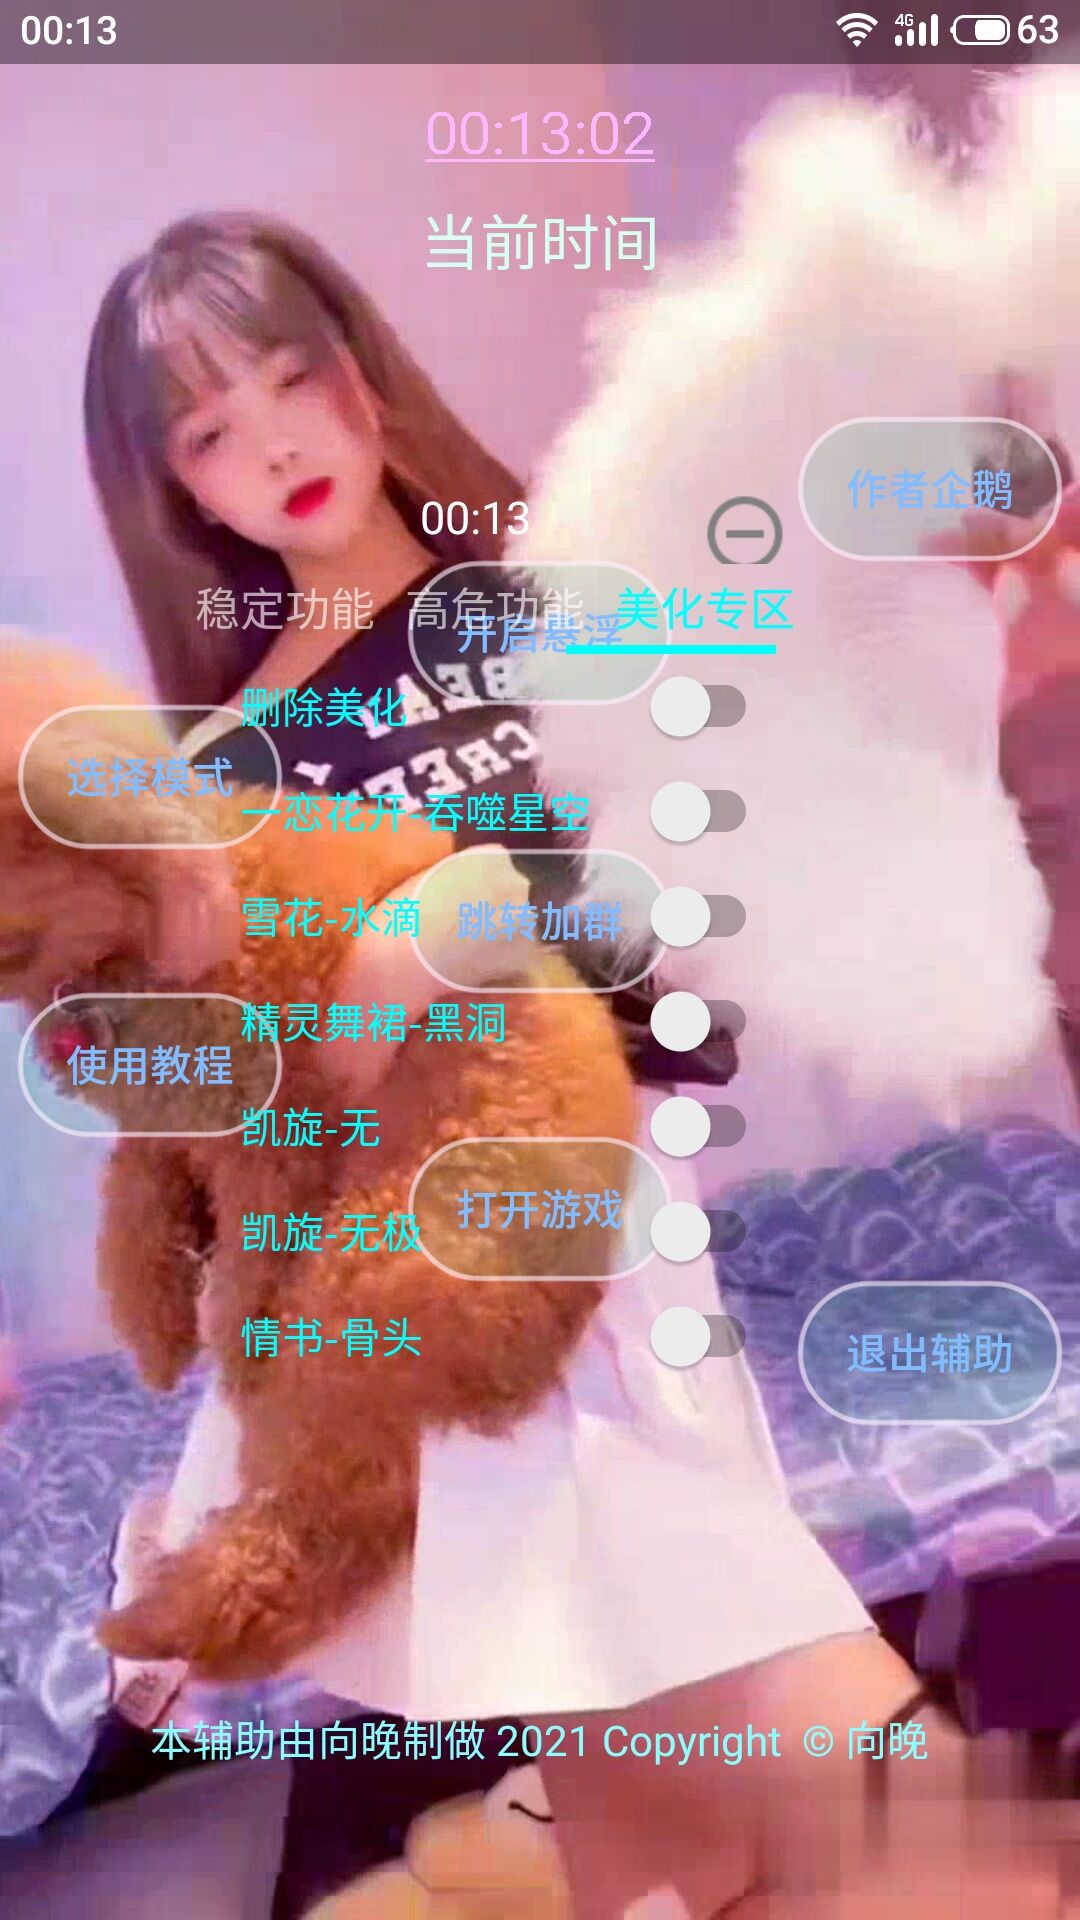 00:13
4G
63
00:13:02
当前时间
作者企鹅
00:13
稳定功能 高危功能 美化专区
开启悬浮
删除美化
选择模式
一恋花开-吞噬星空
雪花-水滴
跳转加群
精灵舞裙-黑洞
使用教程
凯旋-无
打开游戏
凯旋-无极
情书-骨头
退出辅助
本辅助由向晚制做 2021 Copyright © 向晚